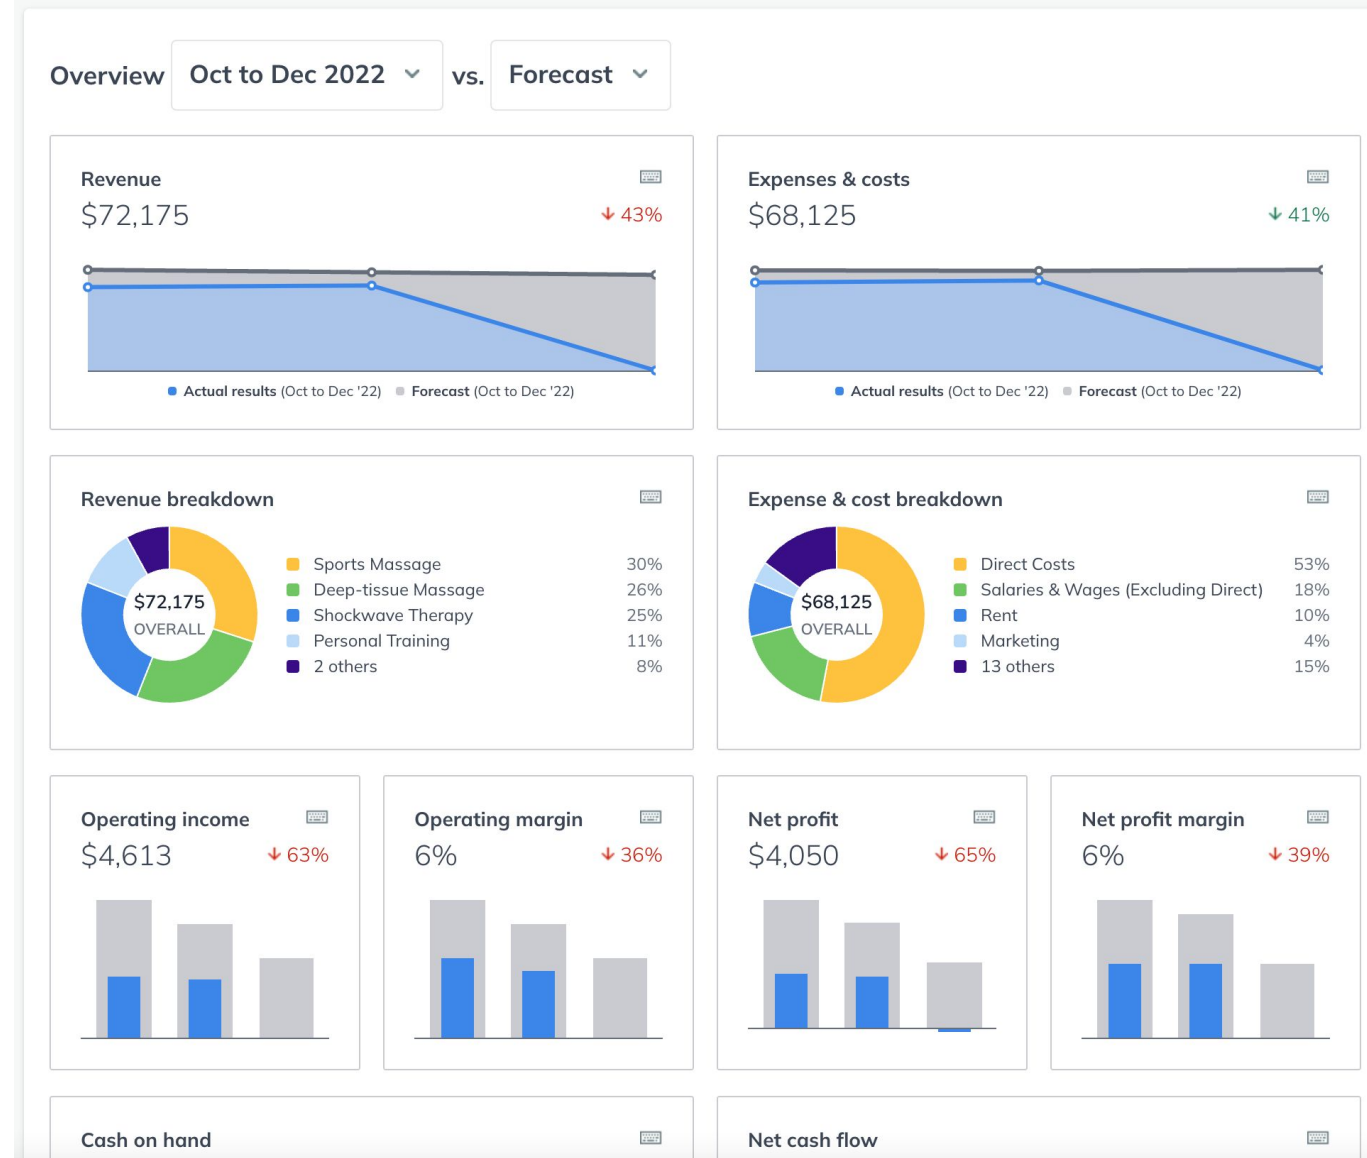 Overview Oct to Dec 2022 vs. Forecast
Revenue
$72,175
43%
Actual results (Oct to Dec '22) Forecast (Oct to Dec '22)
Expenses & costs
$68,125
41%
Actual results (Oct to Dec '22) Forecast (Oct to Dec '22)
Revenue breakdown
$72,175
OVERALL
Sports Massage 30%
Deep-tissue Massage 26%
Shockwave Therapy 25%
Personal Training 11%
2 others 8%
Expense & cost breakdown
$68,125
OVERALL
Direct Costs 53%
Salaries & Wages (Excluding Direct) 18%
Rent 10%
Marketing 4%
13 others 15%
Operating income
$4,613 63%
Operating margin
6% 36%
Net profit
$4,050 65%
Net profit margin
6% 39%
Cash on hand
Net cash flow